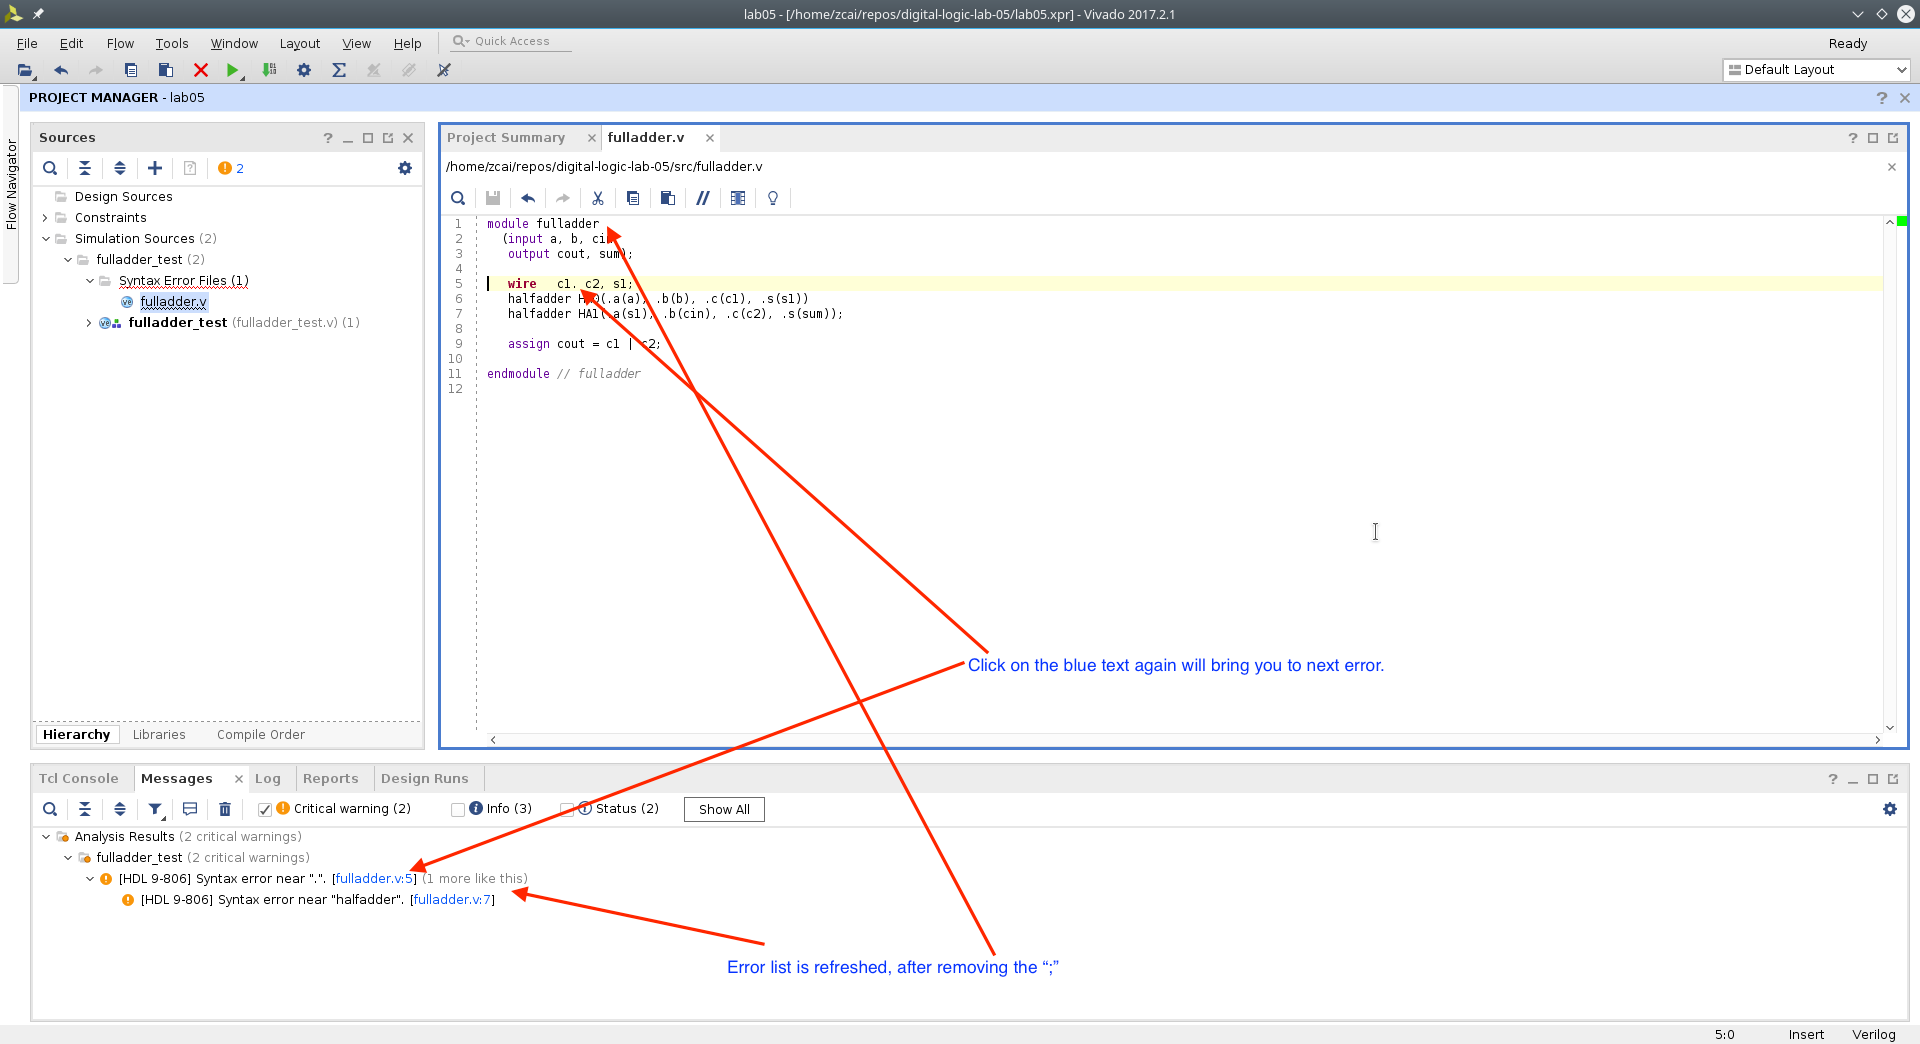 lab05 - [/home/zcai/repos/digital-logic-lab-05/lab05.xpr] - Vivado 2017.2.1
File Edit Flow Tools Window Layout View Help Quick Access Ready
Default Layout
PROJECT MANAGER - lab05
Flow Navigator
Sources
2
Design Sources
Constraints
Simulation Sources (2)
fulladder_test (2)
Syntax Error Files (1)
fulladder.v
fulladder_test (fulladder_test.v) (1)
Hierarchy Libraries Compile Order
Project Summary fulladder.v
/home/zcai/repos/digital-logic-lab-05/src/fulladder.v
1 module fulladder
2 (input a, b,
3 output cout, sum);
4
5 wire c1. c2, s1;
6 halfadder (.a(a), .b(b), .c(c1), .s(s1))
7 halfadder HA1(.a(s1), .b(cin), .c(c2), .s(sum));
8
9 assign cout = c1 | c2;
10
11 endmodule // fulladder
12
Click on the blue text again will bring you to next error.
Tcl Console Messages Log Reports Design Runs
Critical warning (2) Info (3) Status (2) Show All
Analysis Results (2 critical warnings)
fulladder_test (2 critical warnings)
[HDL 9-806] Syntax error near ".". [fulladder.v:5] (1 more like this)
[HDL 9-806] Syntax error near "halfadder". [fulladder.v:7]
Error list is refreshed, after removing the “;”
5:0 Insert Verilog